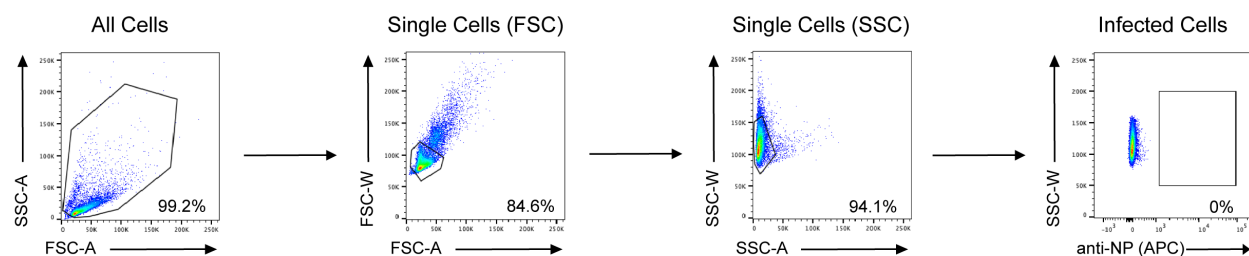 All Cells
Single Cells (FSC)
Single Cells (SSC)
Infected Cells
SSC-A
250K
200K
150K
100K
50K
0
99.2%
0 50K 100K 150K 200K 250K
FSC-A
FSC-W
250K
200K
150K
100K
50K
0
84.6%
0 50K 100K 150K 200K 250K
FSC-A
SSC-W
250K
200K
150K
100K
50K
0
94.1%
0 50K 100K 150K 200K 250K
SSC-A
SSC-W
250K
200K
150K
100K
50K
0
0%
-10³ 0 10³ 10⁴ 10⁵
anti-NP (APC)